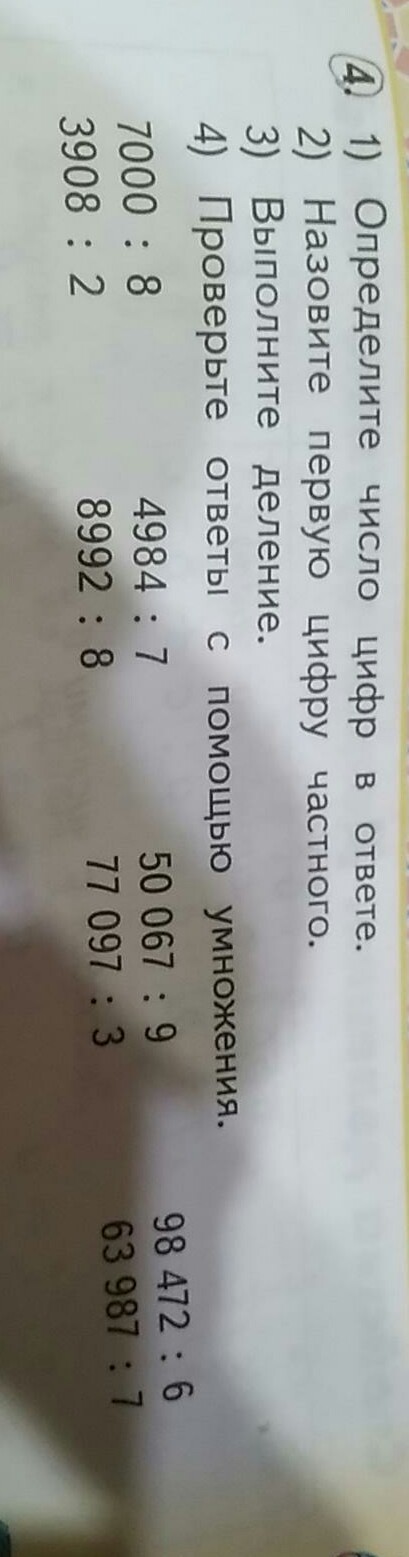 4. 1) Определите число цифр в ответе.
2) Назовите первую цифру частного.
3) Выполните деление.
4) Проверьте ответы с помощью умножения.
7000 : 8 4984 : 7 50 067 : 9 98 472 : 6
3908 : 2 8992 : 8 77 097 : 3 63 987 : 7